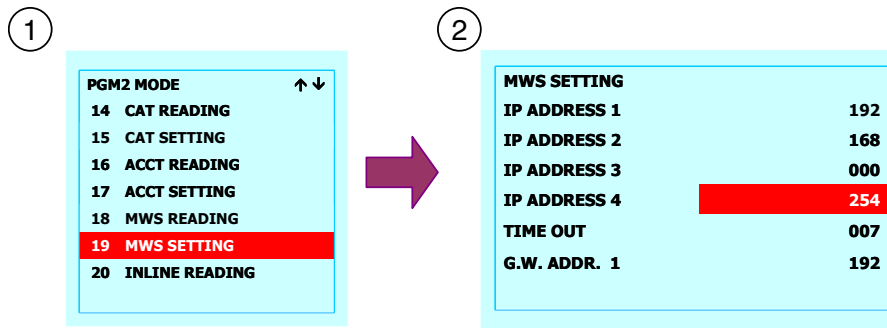 1
PGM2 MODE ↑↓
14 CAT READING
15 CAT SETTING
16 ACCT READING
17 ACCT SETTING
18 MWS READING
19 MWS SETTING
20 INLINE READING
2
MWS SETTING
IP ADDRESS 1 192
IP ADDRESS 2 168
IP ADDRESS 3 000
IP ADDRESS 4 254
TIME OUT 007
G.W. ADDR. 1 192